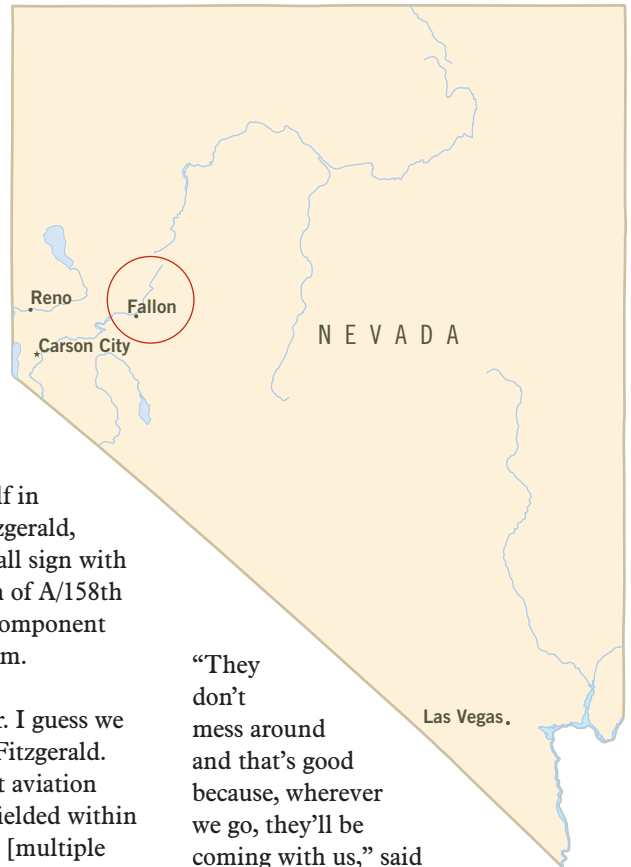 Reno
Fallon
NEVADA
Carson City
Las Vegas
lf in
zgerald,
all sign with
n of A/158th
omponent
m.
r. I guess we
Fitzgerald.
t aviation
ielded within
[multiple
“They
don’t
mess around
and that’s good
because, wherever
we go, they’ll be
coming with us,” said